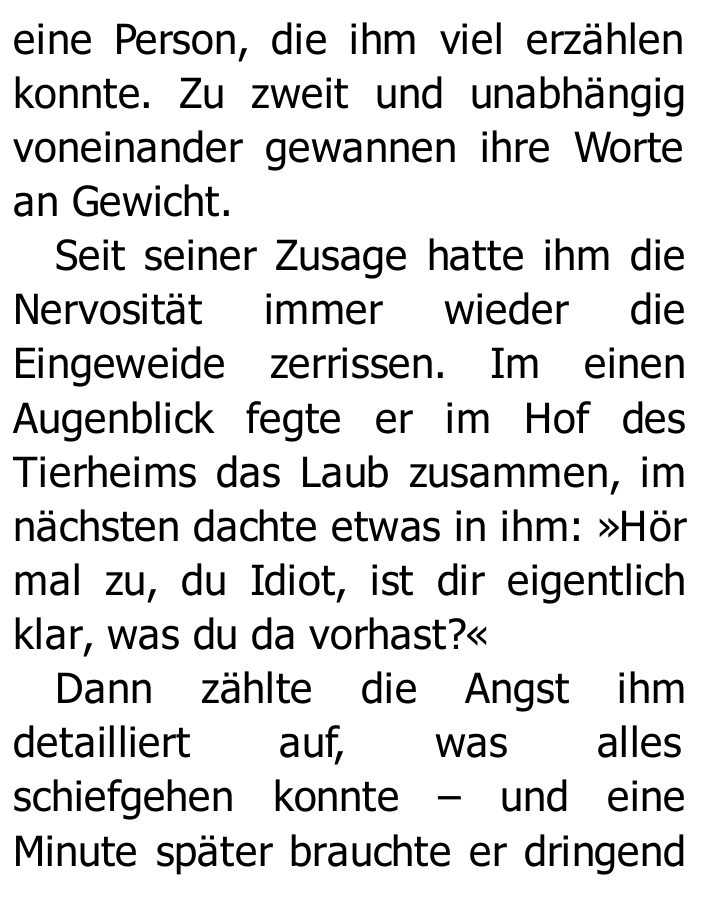 eine Person, die ihm viel erzählen
konnte. Zu zweit und unabhängig
voneinander gewannen ihre Worte
an Gewicht.
Seit seiner Zusage hatte ihm die
Nervosität immer wieder die
Eingeweide zerrissen. Im einen
Augenblick fegte er im Hof des
Tierheims das Laub zusammen, im
nächsten dachte etwas in ihm: »Hör
mal zu, du Idiot, ist dir eigentlich
klar, was du da vorhast?«
Dann zählte die Angst ihm
detailliert auf, was alles
schiefgehen konnte – und eine
Minute später brauchte er dringend